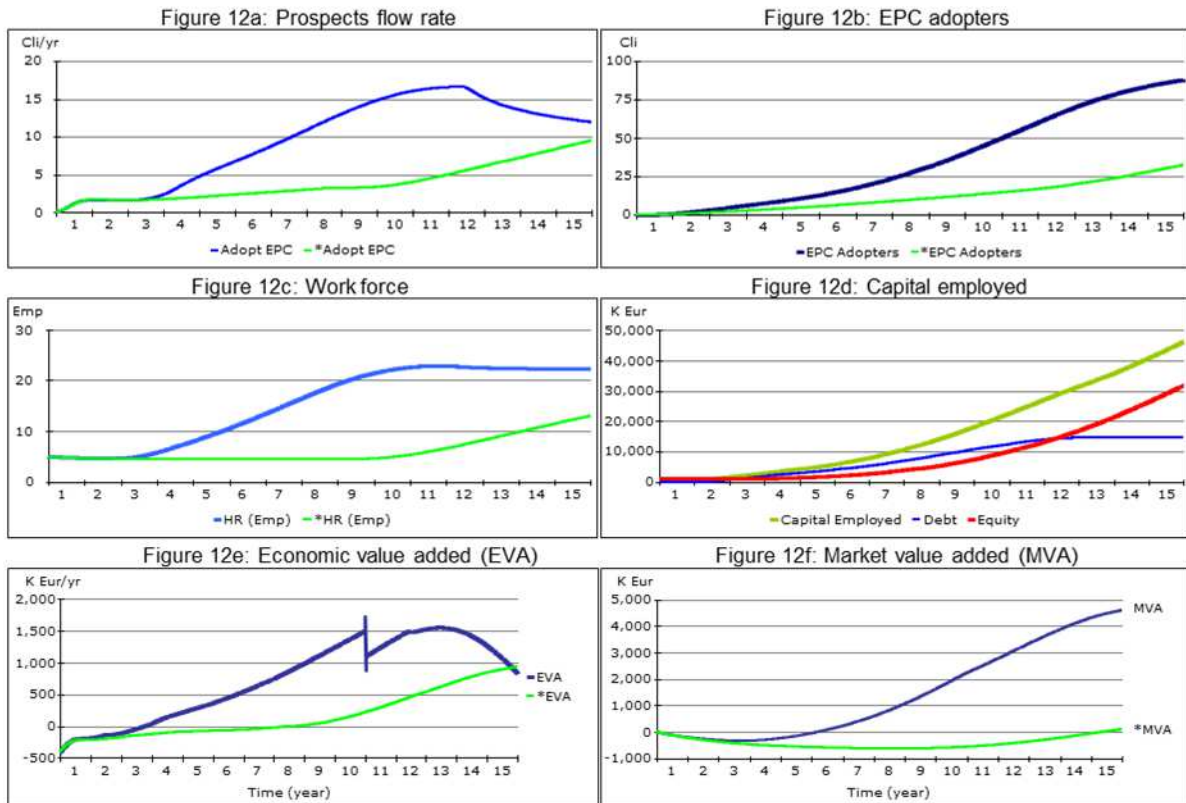 Figure 12a: Prospects flow rate
Cli/yr
20
15
10
5
0
1 2 3 4 5 6 7 8 9 10 11 12 13 14 15
Adopt EPC *Adopt EPC
Figure 12b: EPC adopters
Cli
100
75
50
25
0
1 2 3 4 5 6 7 8 9 10 11 12 13 14 15
EPC Adopters *EPC Adopters
Figure 12c: Work force
Emp
30
20
10
0
1 2 3 4 5 6 7 8 9 10 11 12 13 14 15
HR (Emp) *HR (Emp)
Figure 12d: Capital employed
K Eur
50,000
40,000
30,000
20,000
10,000
0
1 2 3 4 5 6 7 8 9 10 11 12 13 14 15
Capital Employed Debt Equity
Figure 12e: Economic value added (EVA)
K Eur/yr
2,000
1,500
1,000
500
0
-500
1 2 3 4 5 6 7 8 9 10 11 12 13 14 15
Time (year)
EVA
*EVA
Figure 12f: Market value added (MVA)
K Eur
5,000
4,000
3,000
2,000
1,000
0
-1,000
1 2 3 4 5 6 7 8 9 10 11 12 13 14 15
Time (year)
MVA
*MVA